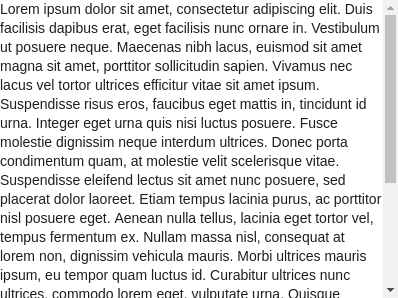 Lorem ipsum dolor sit amet, consectetur adipiscing elit. Duis
facilisis dapibus erat, eget facilisis nunc ornare in. Vestibulum
ut posuere neque. Maecenas nibh lacus, euismod sit amet
magna sit amet, porttitor sollicitudin sapien. Vivamus nec
lacus vel tortor ultrices efficitur vitae sit amet ipsum.
Suspendisse risus eros, faucibus eget mattis in, tincidunt id
urna. Integer eget urna quis nisi luctus posuere. Fusce
molestie dignissim neque interdum ultrices. Donec porta
condimentum quam, at molestie velit scelerisque vitae.
Suspendisse eleifend lectus sit amet nunc posuere, sed
placerat dolor laoreet. Etiam tempus lacinia purus, ac porttitor
nisl posuere eget. Aenean nulla tellus, lacinia eget tortor vel,
tempus fermentum ex. Nullam massa nisl, consequat at
lorem non, dignissim vehicula mauris. Morbi ultrices mauris
ipsum, eu tempor quam luctus id. Curabitur ultrices nunc
ultrices, commodo lorem eget, vulputate urna. Quisque